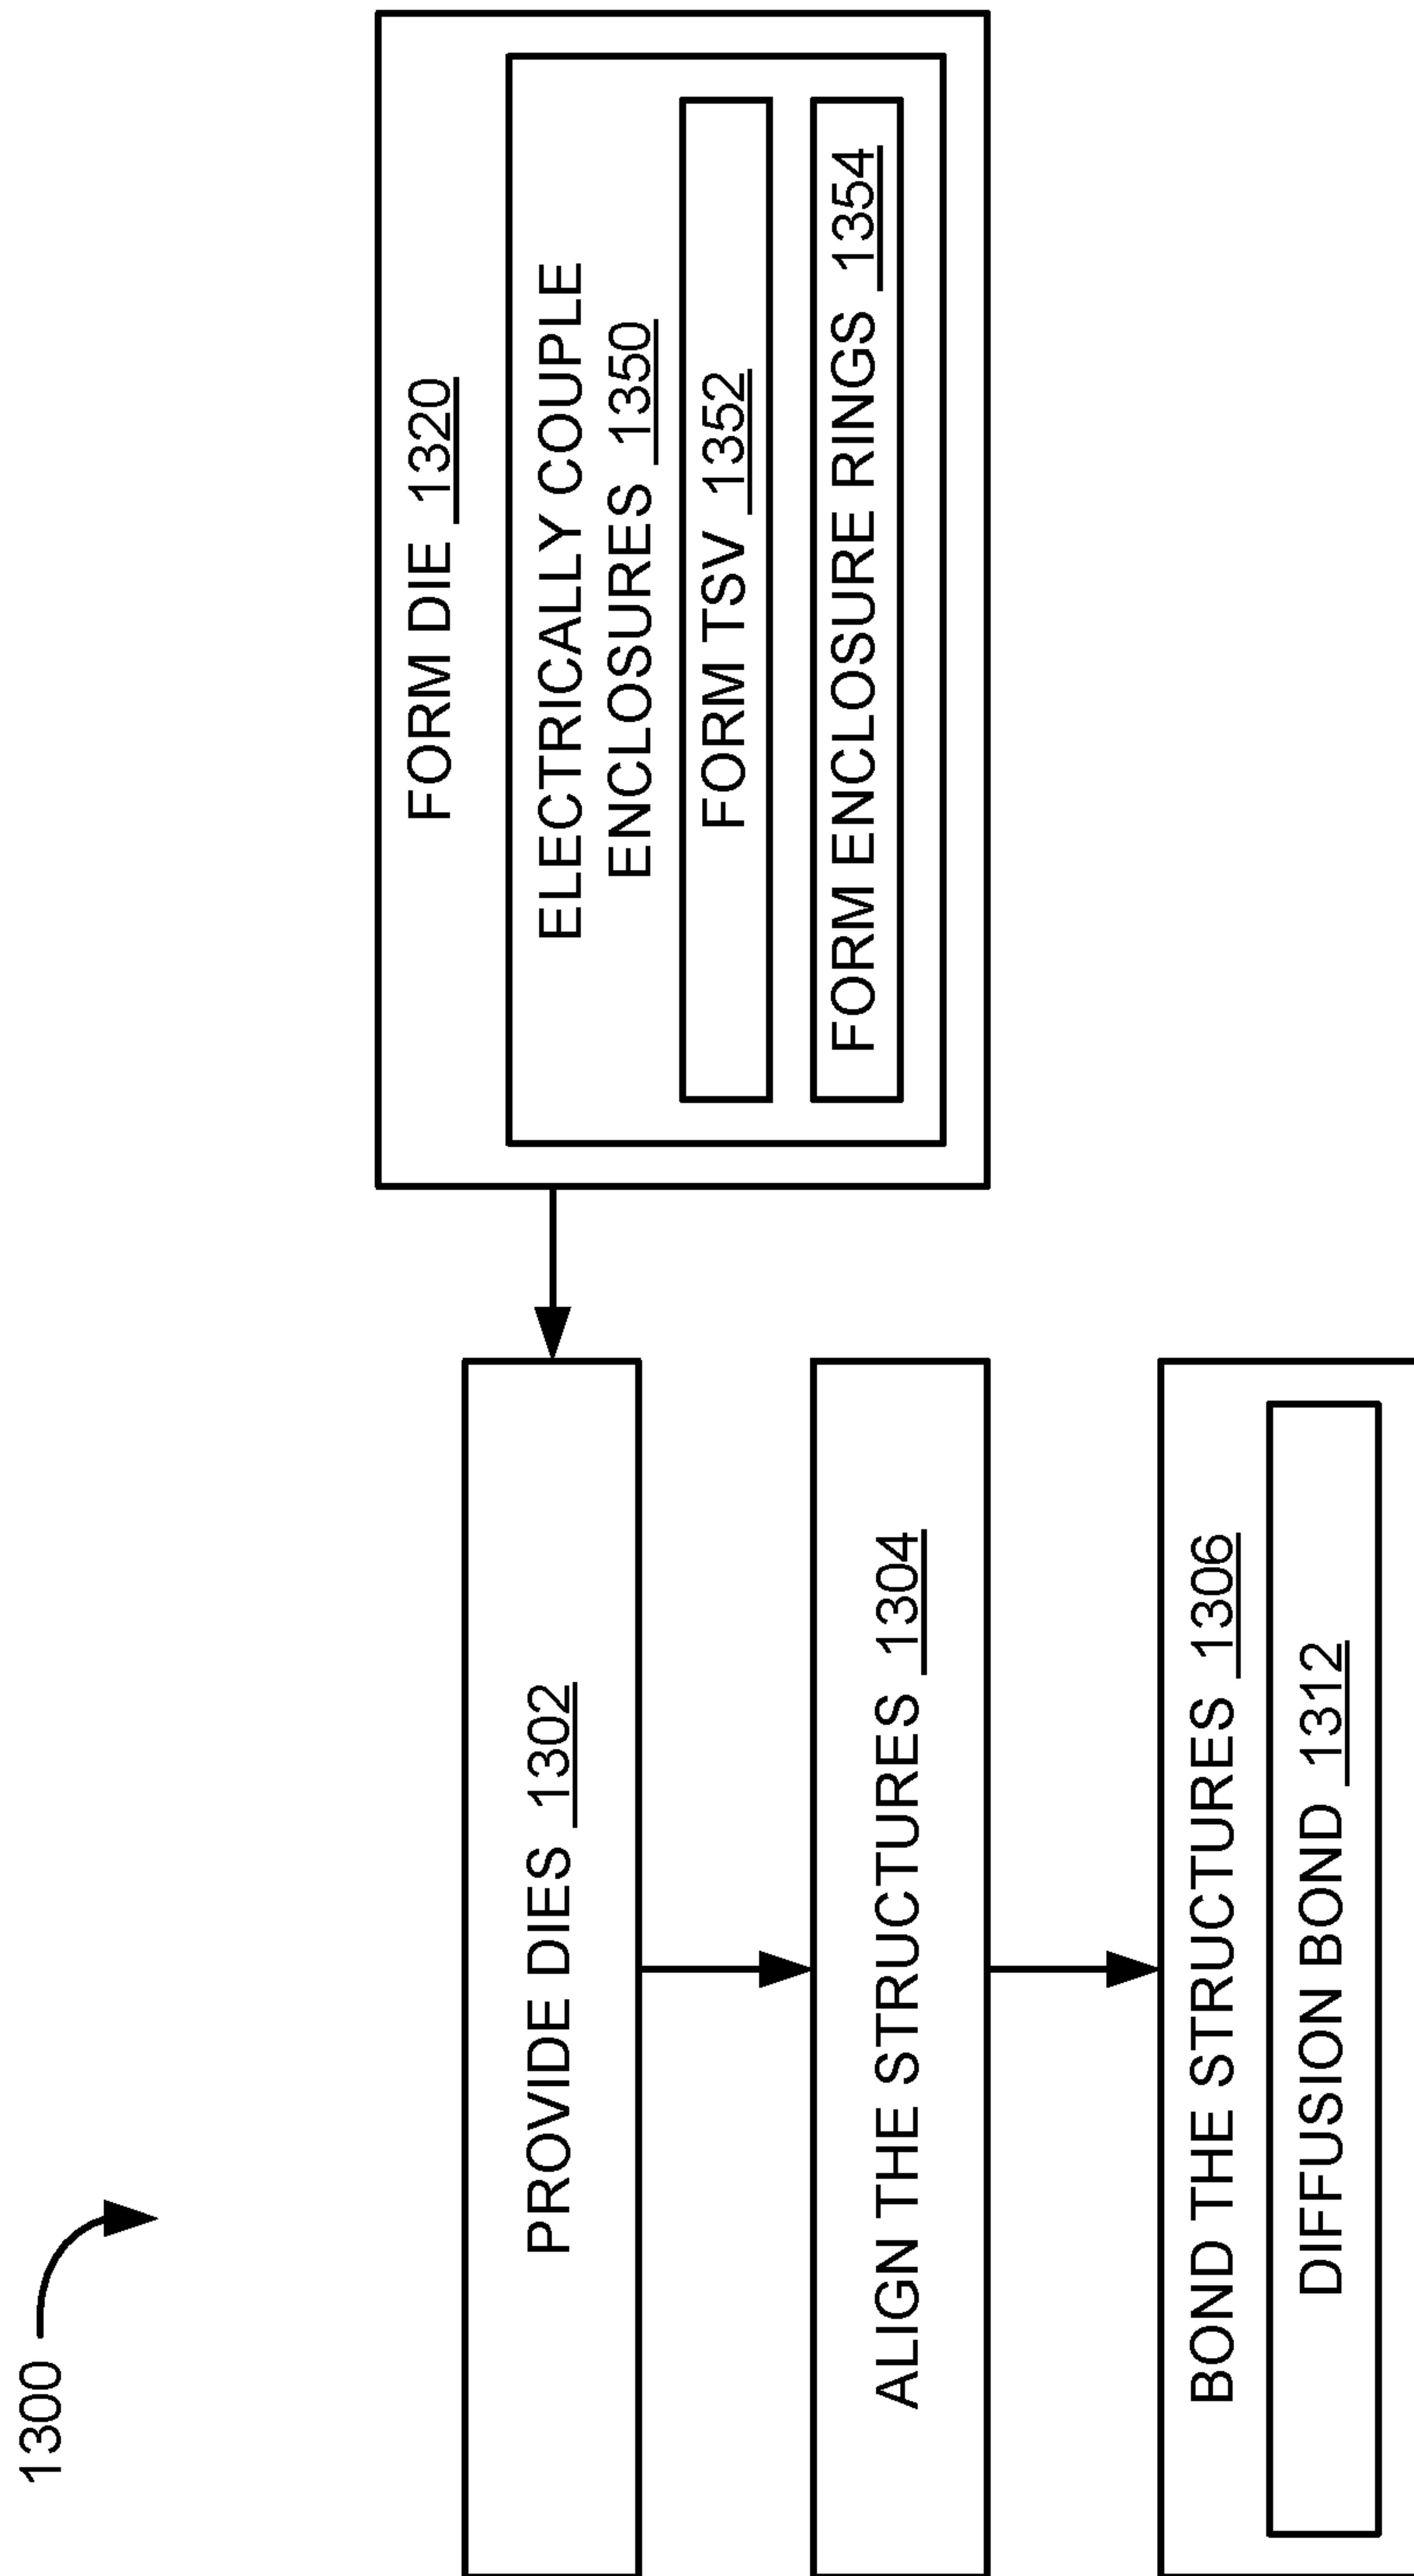 1300
PROVIDE DIES 1302
ALIGN THE STRUCTURES 1304
BOND THE STRUCTURES 1306
DIFFUSION BOND 1312
FORM DIE 1320
ELECTRICALLY COUPLE
ENCLOSURES 1350
FORM TSV 1352
FORM ENCLOSURE RINGS 1354